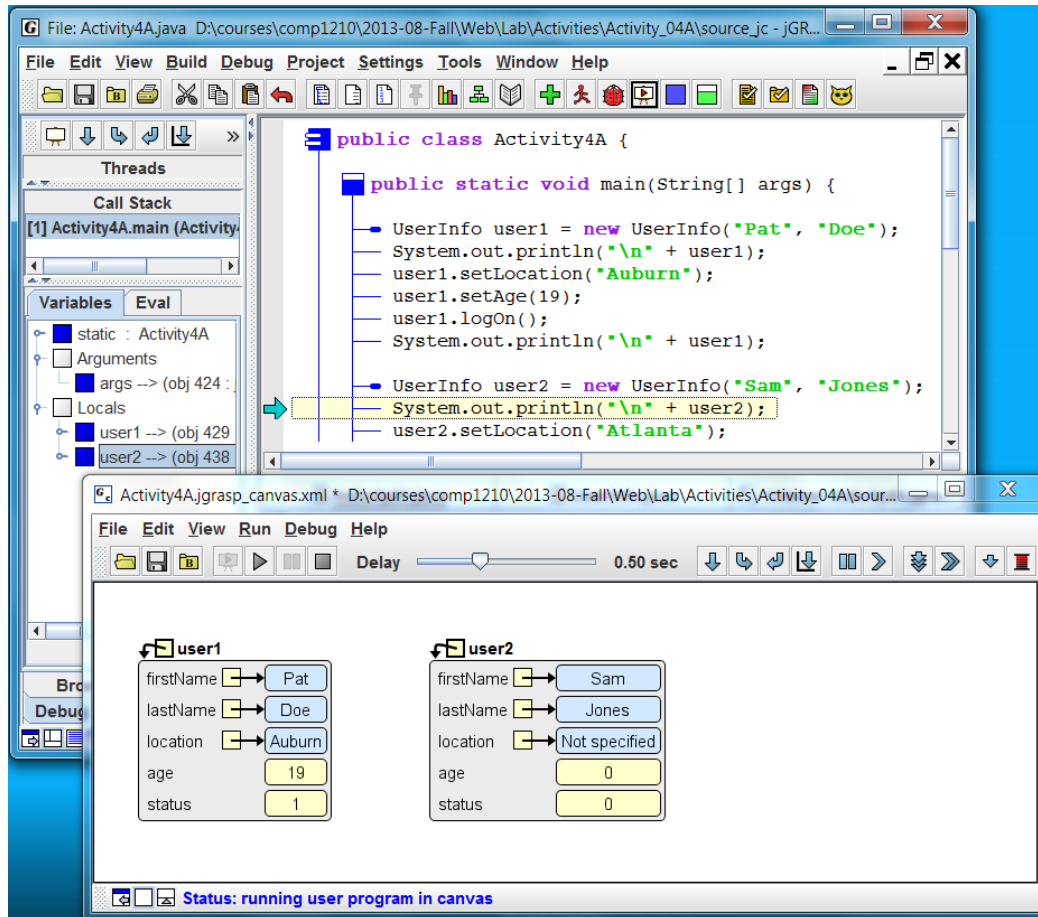 File: Activity4A.java D:\courses\comp1210\2013-08-Fall\Web\Lab\Activities\Activity_04A\source_jc - jGR...
File Edit View Build Debug Project Settings Tools Window Help
»
Threads
Call Stack
[1] Activity4A.main (Activity
Variables Eval
static : Activity4A
Arguments
args --> (obj 424 :
Locals
user1 --> (obj 429
user2 --> (obj 438
Bro
Debug
public class Activity4A {
public static void main(String[] args) {
UserInfo user1 = new UserInfo("Pat", "Doe");
System.out.println("\n" + user1);
user1.setLocation("Auburn");
user1.setAge(19);
user1.logOn();
System.out.println("\n" + user1);
UserInfo user2 = new UserInfo("Sam", "Jones");
System.out.println("\n" + user2);
user2.setLocation("Atlanta");
Activity4A.jgrasp_canvas.xml * D:\courses\comp1210\2013-08-Fall\Web\Lab\Activities\Activity_04A\sour...
File Edit View Run Debug Help
Delay 0.50 sec
user1
firstName Pat
lastName Doe
location Auburn
age 19
status 1
user2
firstName Sam
lastName Jones
location Not specified
age 0
status 0
Status: running user program in canvas